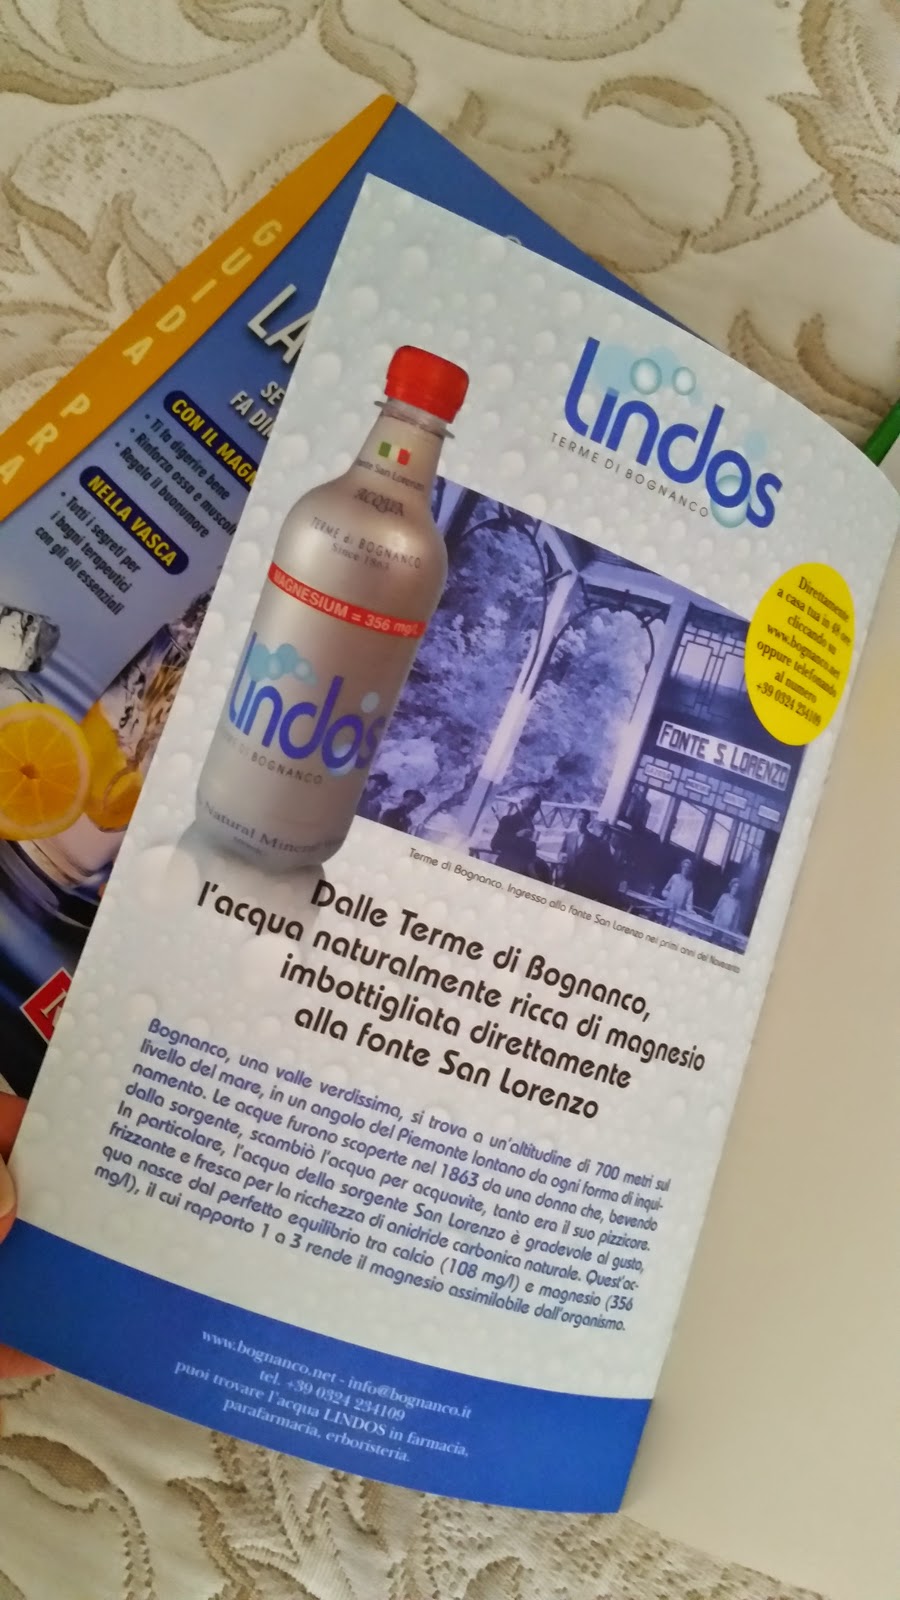 GUIDA PRA
LA
SE
FA DI
CON IL MAGN
• Ti fa digerire bene
• Rinforza ossa e muscoli
• Regala il buonumore
NELLA VASCA
• Tutti i segreti per
i bagni terapeutici
con gli oli essenziali
Lindos
TERME DI BOGNANCO
Fonte San Lorenzo
ACQUA
TERME di BOGNANCO
Since 1863
MAGNESIUM = 356 mg/L
Lindos
TERME DI BOGNANCO
Natural Mineral
Direttamente
a casa tua in 48 ore
cliccando su
www.bognanco.net
oppure telefonando
al numero
+39 0324 234109
FONTE S. LORENZO
Terme di Bognanco. Ingresso alla fonte San Lorenzo nei primi anni del Novecento
Dalle Terme di Bognanco,
l'acqua naturalmente ricca di magnesio
imbottigliata direttamente
alla fonte San Lorenzo
Bognanco, una valle verdissima, si trova a un'altitudine di 700 metri sul
livello del mare, in un angolo del Piemonte lontano da ogni forma di inqui-
namento. Le acque furono scoperte nel 1863 da una donna che, bevendo
dalla sorgente, scambiò l'acqua per acquavite, tanto era il suo pizzicore.
In particolare, l'acqua della sorgente San Lorenzo è gradevole al gusto,
frizzante e fresca per la ricchezza di anidride carbonica naturale. Quest'ac-
qua nasce dal perfetto equilibrio tra calcio (108 mg/l) e magnesio (356
mg/l), il cui rapporto 1 a 3 rende il magnesio assimilabile dall'organismo.
www.bognanco.net - info@bognanco.it
tel. +39 0324 234109
puoi trovare l'acqua LINDOS in farmacia,
parafarmacia, erboristeria.